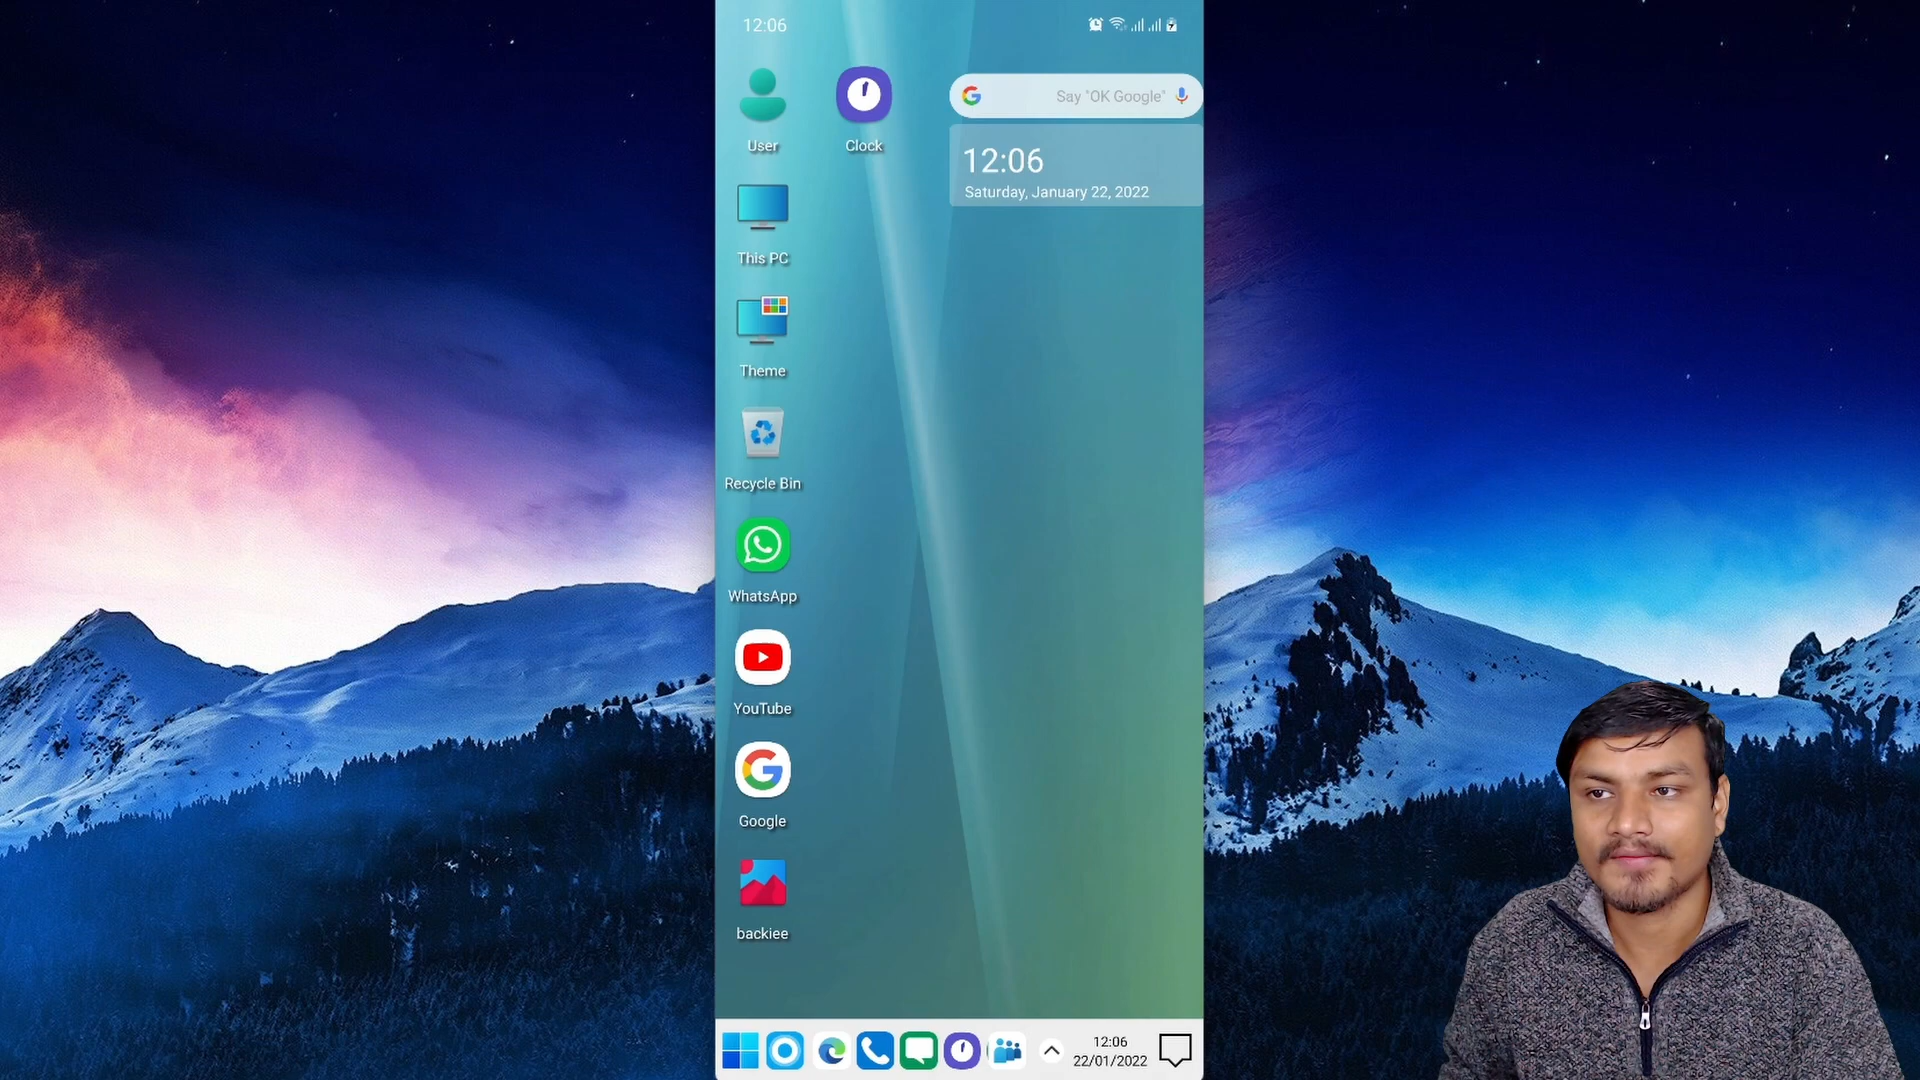 12:06
User
Clock
Say "OK Google"
12:06
Saturday, January 22, 2022
This PC
Theme
Recycle Bin
WhatsApp
YouTube
Google
backiee
12:06
22/01/2022